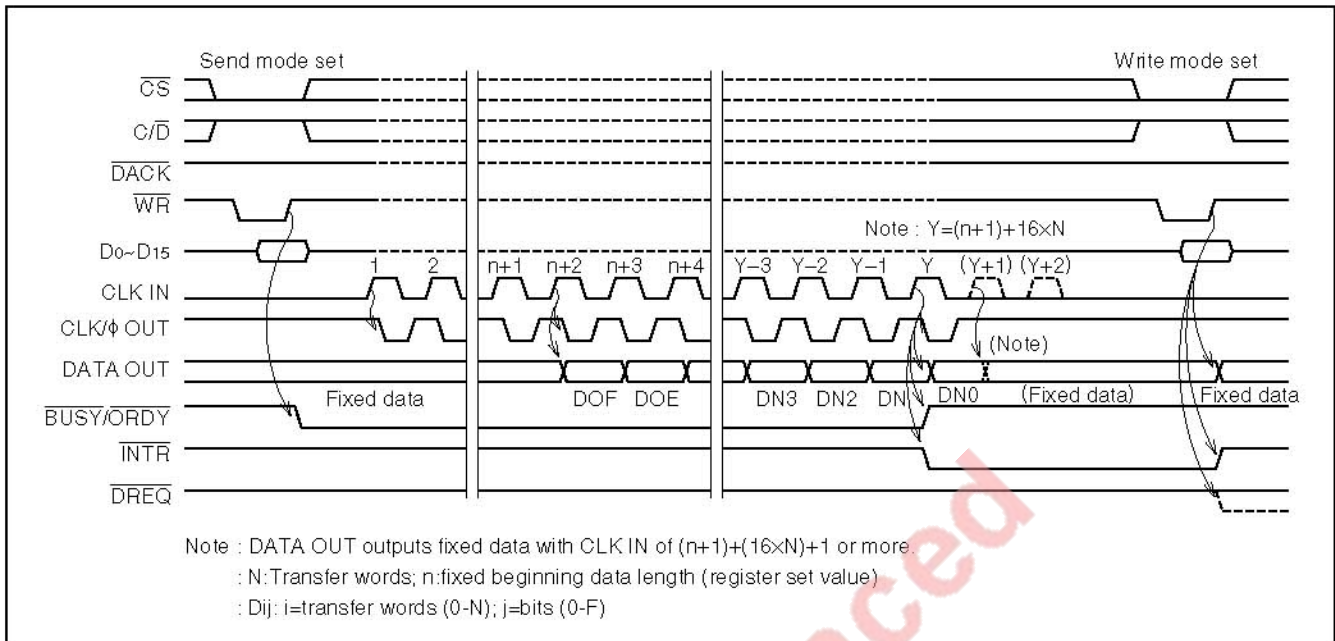 Send mode set
Write mode set
CS
C/D
DACK
WR
Note : Y=(n+1)+16×N
D0~D15
1 2 n+1 n+2 n+3 n+4 Y-3 Y-2 Y-1 Y (Y+1) (Y+2)
CLK IN
CLK/ϕ OUT
(Note)
DATA OUT
Fixed data DOF DOE DN3 DN2 DN DN0 (Fixed data) Fixed data
BUSY/ORDY
INTR
DREQ
Note : DATA OUT outputs fixed data with CLK IN of (n+1)+(16×N)+1 or more.
: N:Transfer words; n:fixed beginning data length (register set value)
: Dij: i=transfer words (0-N); j=bits (0-F)